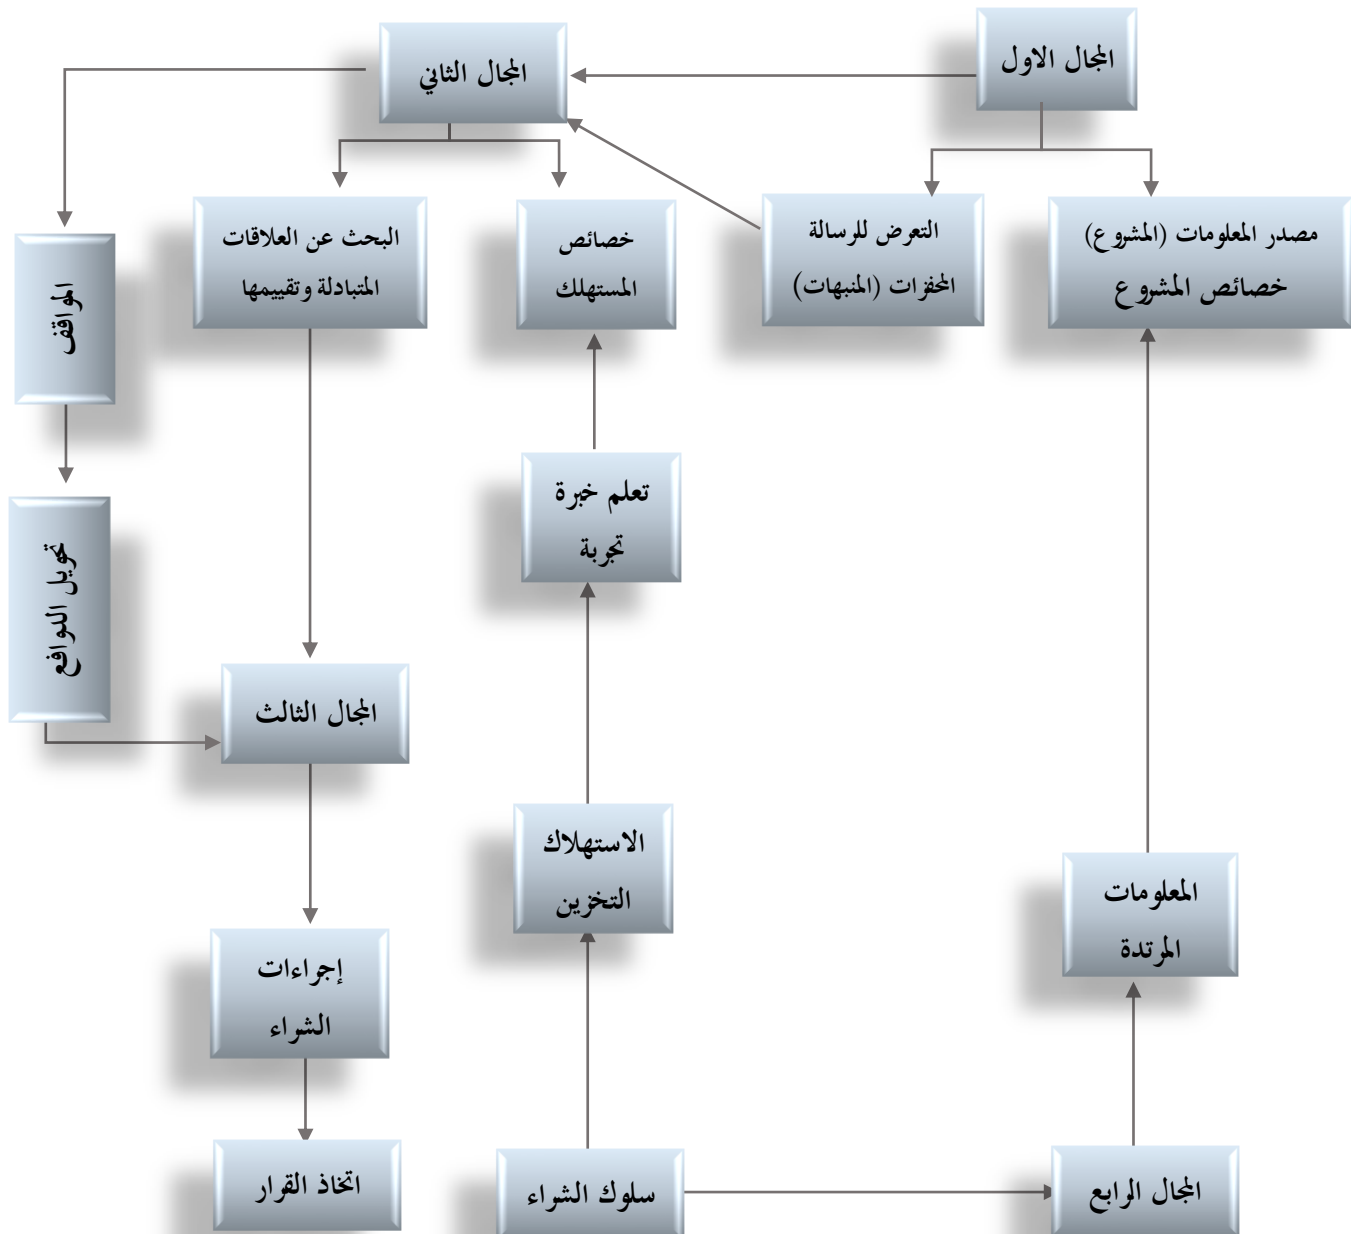 المجال الاول
المجال الثاني
مصدر المعلومات (المشروع)
خصائص المشروع
التعرض للرسالة
المحفزات (المنبهات)
خصائص
المستهلك
البحث عن العلاقات
المتبادلة وتقييمها
المواقف
تعلم خبرة
تجربة
تحويل الدوافع
المجال الثالث
الاستهلاك
التخزين
المعلومات
المرتدة
إجراءات
الشراء
المجال الرابع
سلوك الشراء
اتخاذ القرار